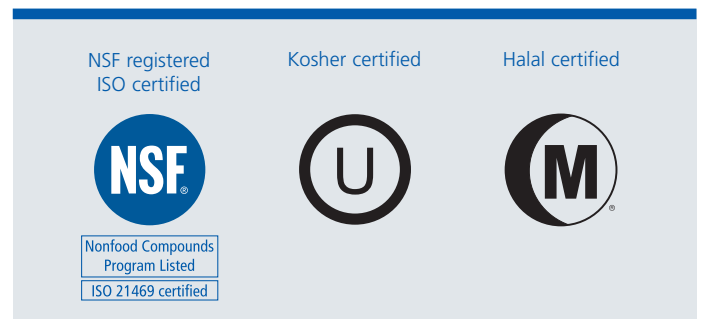 NSF registered
ISO certified
Kosher certified
Halal certified
NSF®
U
M®
Nonfood Compounds
Program Listed
ISO 21469 certified